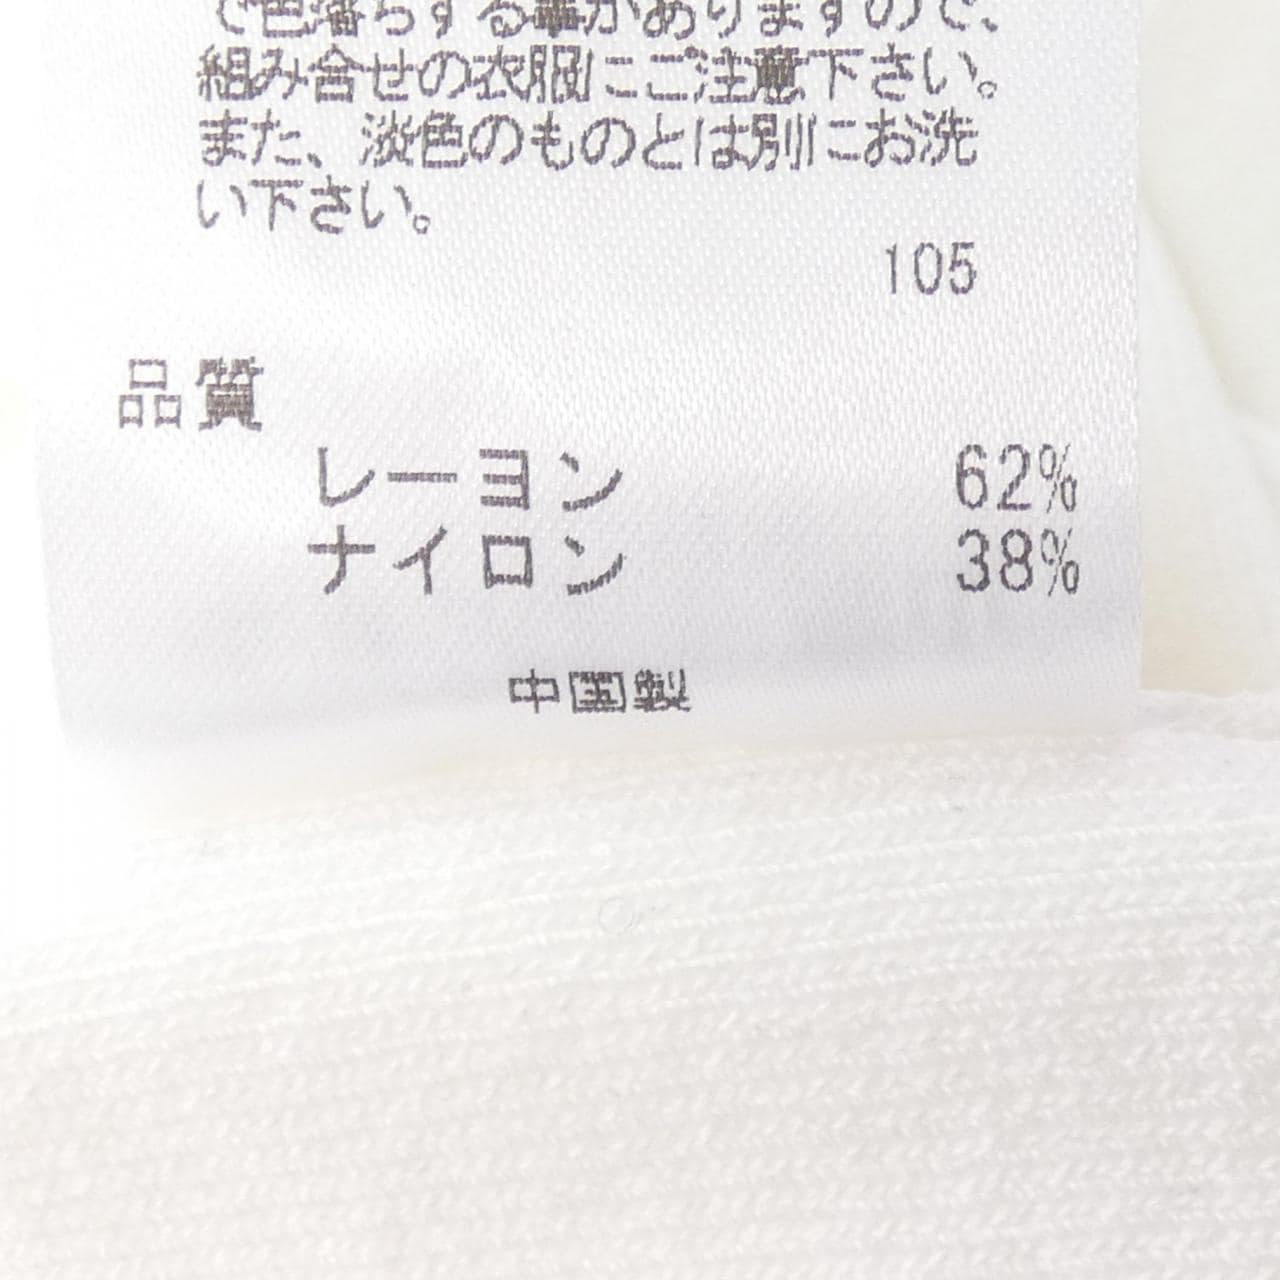 で色落ちする事がありますので、
組み合せの衣服にご注意下さい。
また、淡色のものとは別にお洗
い下さい。
105
品質
レーヨン 62%
ナイロン 38%
中国製